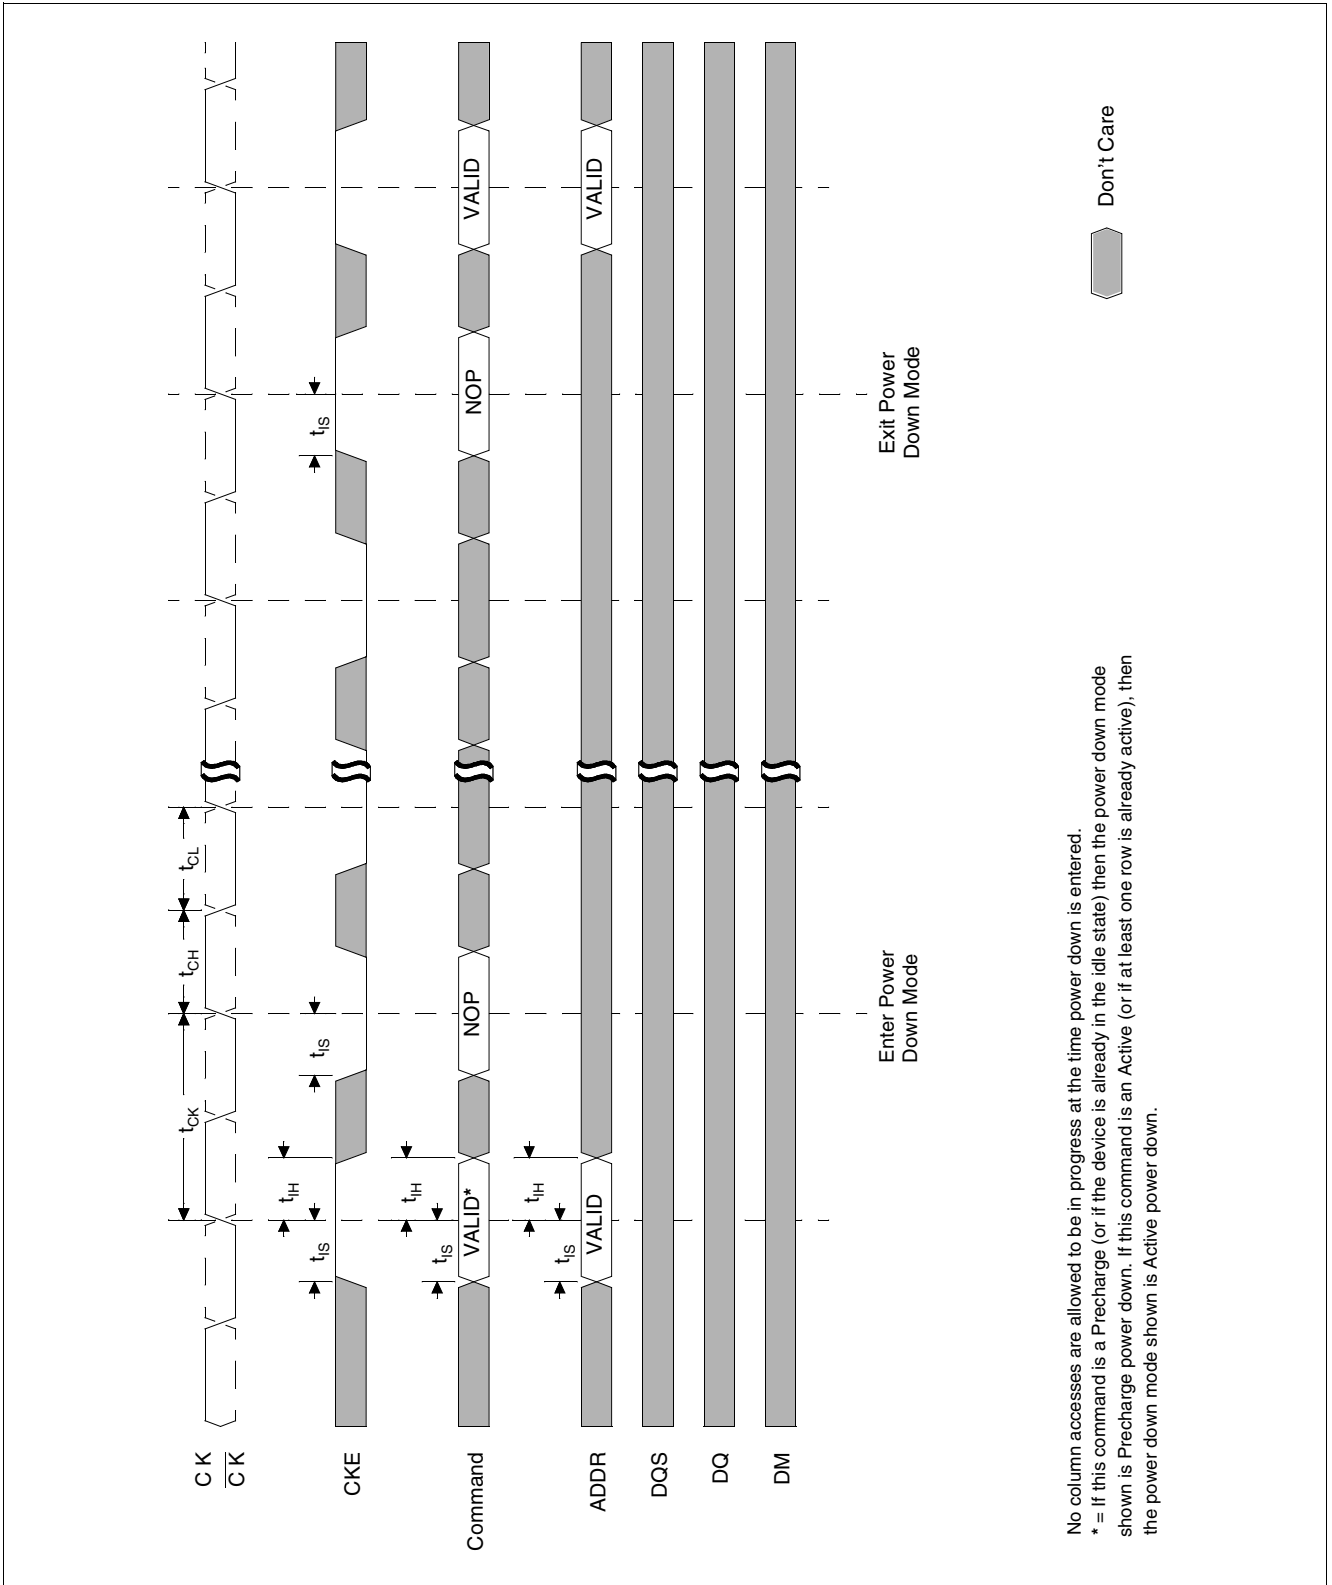 CK
CK
tCK
tCH
tCL
CKE
tIS
tIH
tIS
tIS
Command
tIS
tIH
VALID*
NOP
NOP
VALID
ADDR
tIS
tIH
VALID
VALID
DQS
DQ
DM
Enter Power
Down Mode
Exit Power
Down Mode
No column accesses are allowed to be in progress at the time power down is entered.
* = If this command is a Precharge (or if the device is already in the idle state) then the power down mode
shown is Precharge power down. If this command is an Active (or if at least one row is already active), then
the power down mode shown is Active power down.
Don't Care